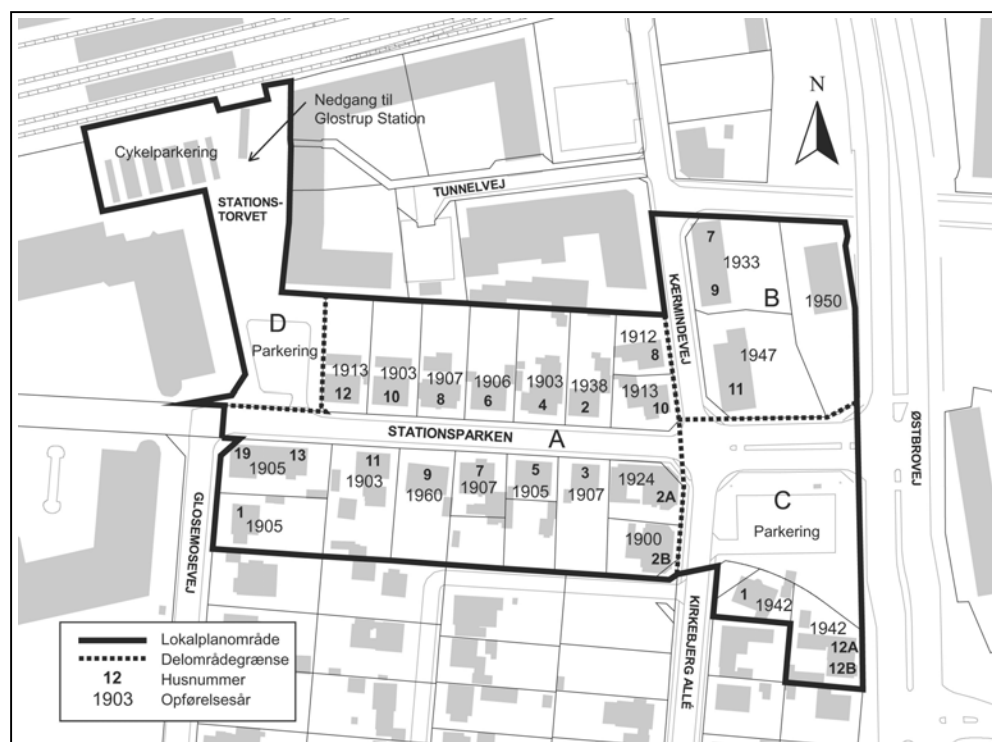 N
Nedgang til
Glostrup Station
Cykelparkering
TUNNELVEJ
STATIONS-
TORVET
7
1933
9
B
1950
KÆRMINDEVEJ
D
Parkering
1913
12
1903
10
1907
8
1906
6
1903
4
1938
2
1912
8
1913
10
1947
11
STATIONSPARKEN
A
ØSTBROVEJ
19
13
1905
11
1903
9
1960
7
1907
5
1905
3
1907
1924
2A
C
Parkering
1
1905
1900
2B
GLOSEMOSEVEJ
KIRKEBJERG ALLÉ
1
1942
1942
12A
12B
Lokalplanområde
Delområdegrænse
12 Husnummer
1903 Opførelsesår